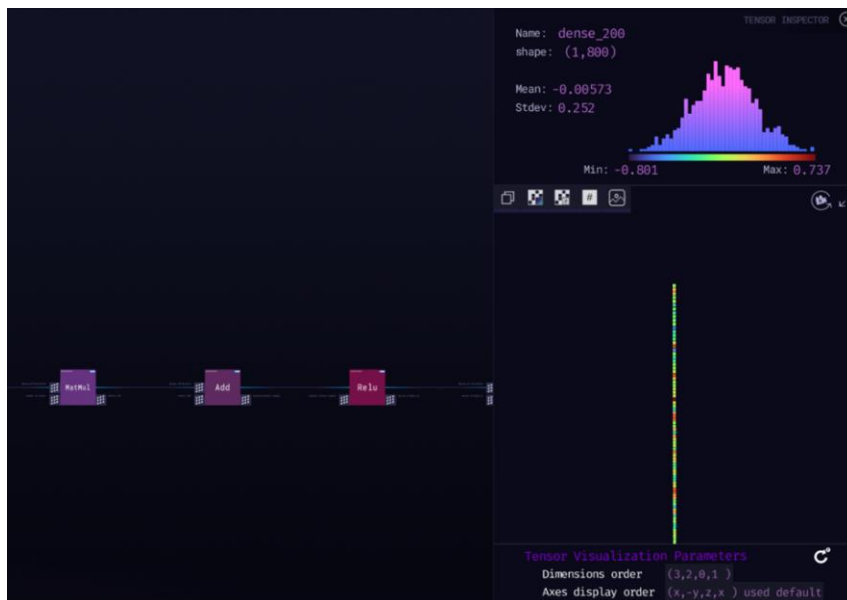 TENSOR INSPECTOR
Name: dense_200
shape: (1,800)
Mean: -0.00573
Stdev: 0.252
Min: -0.801 Max: 0.737
#
MatMul Add Relu
Tensor Visualization Parameters
Dimensions order (3,2,0,1 )
Axes display order (x,-y,z,x ) used default